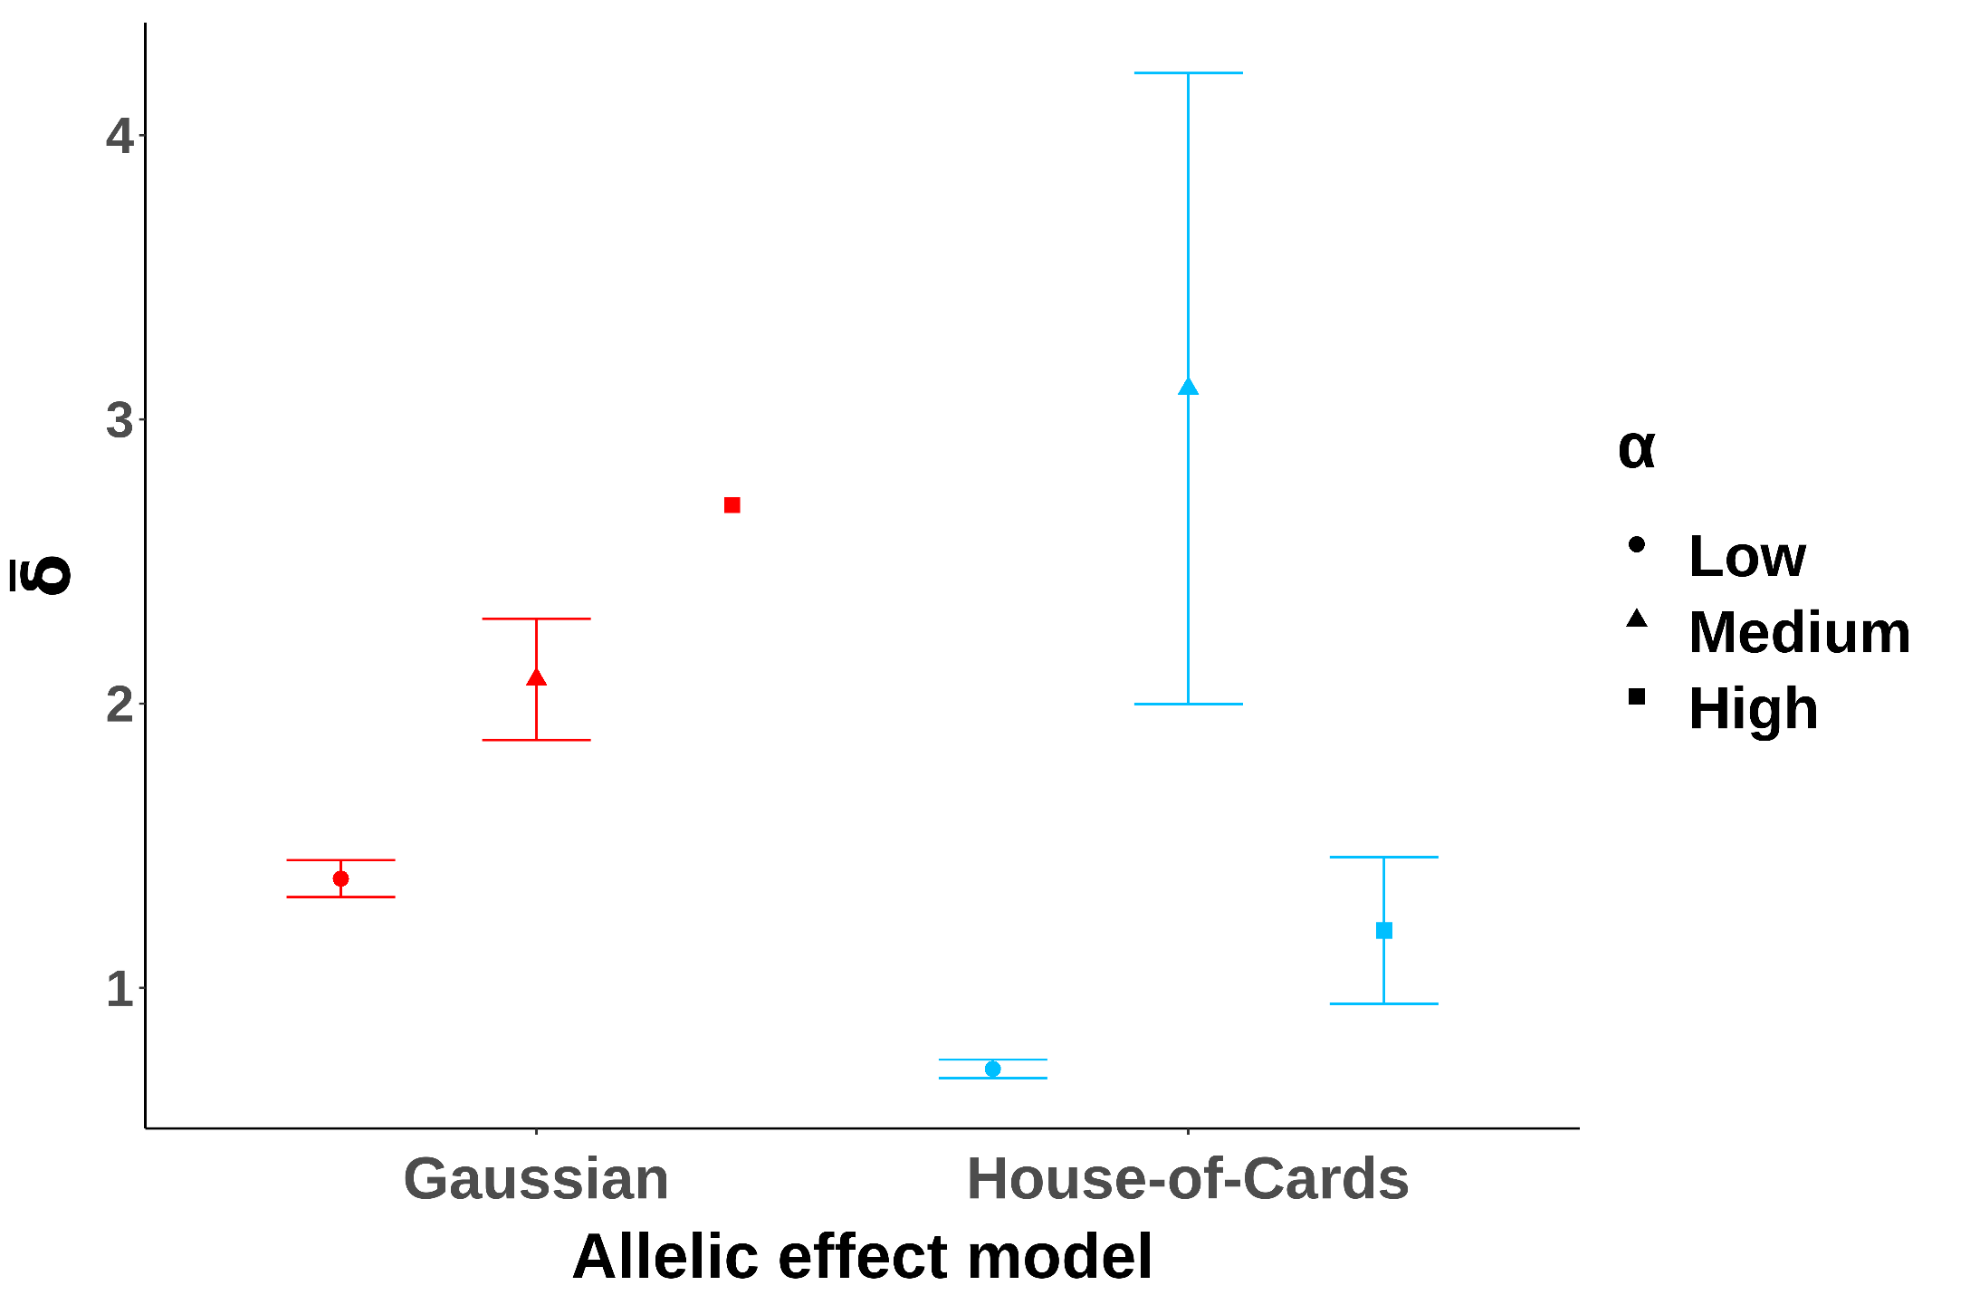 4
3
2
1
δ̄
Gaussian
House-of-Cards
Allelic effect model
α
Low
Medium
High